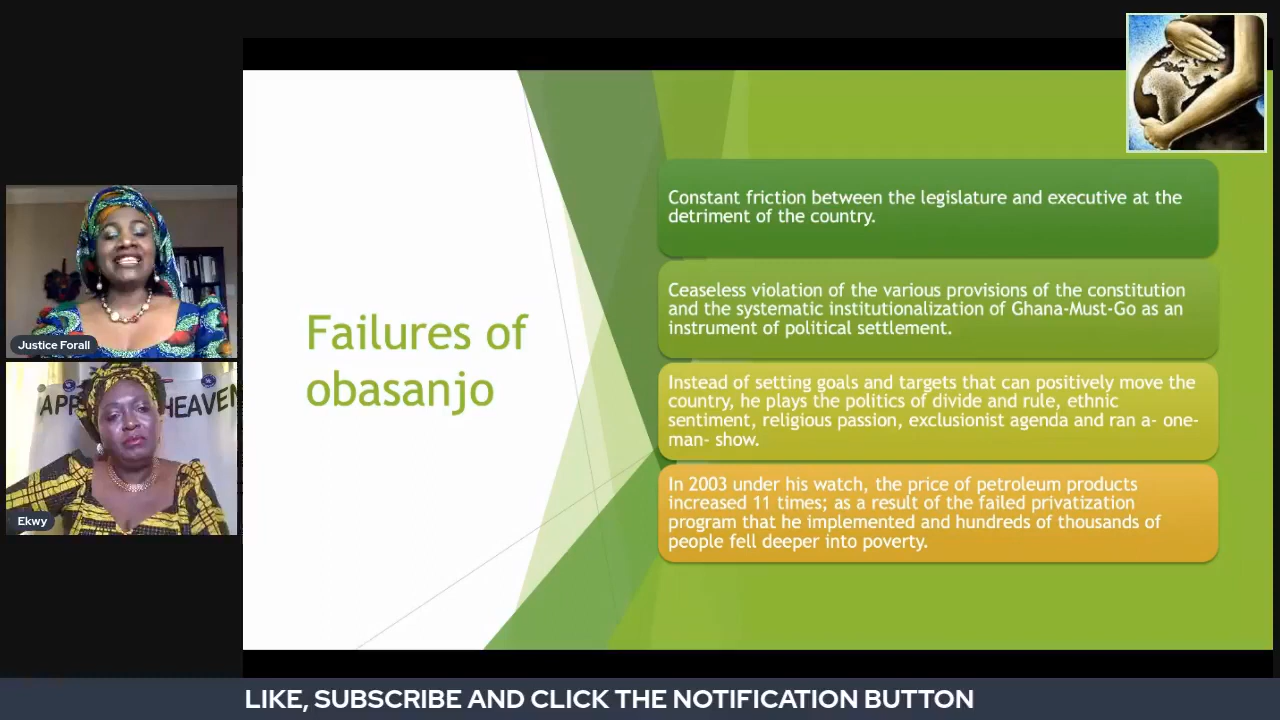 Failures of
obasanjo
Constant friction between the legislature and executive at the
detriment of the country.
Ceaseless violation of the various provisions of the constitution
and the systematic institutionalization of Ghana-Must-Go as an
instrument of political settlement.
Instead of setting goals and targets that can positively move the
country, he plays the politics of divide and rule, ethnic
sentiment, religious passion, exclusionist agenda and ran a- one-
man- show.
In 2003 under his watch, the price of petroleum products
increased 11 times; as a result of the failed privatization
program that he implemented and hundreds of thousands of
people fell deeper into poverty.
Justice Forall
APP HEAVEN
Ekwy
LIKE, SUBSCRIBE AND CLICK THE NOTIFICATION BUTTON